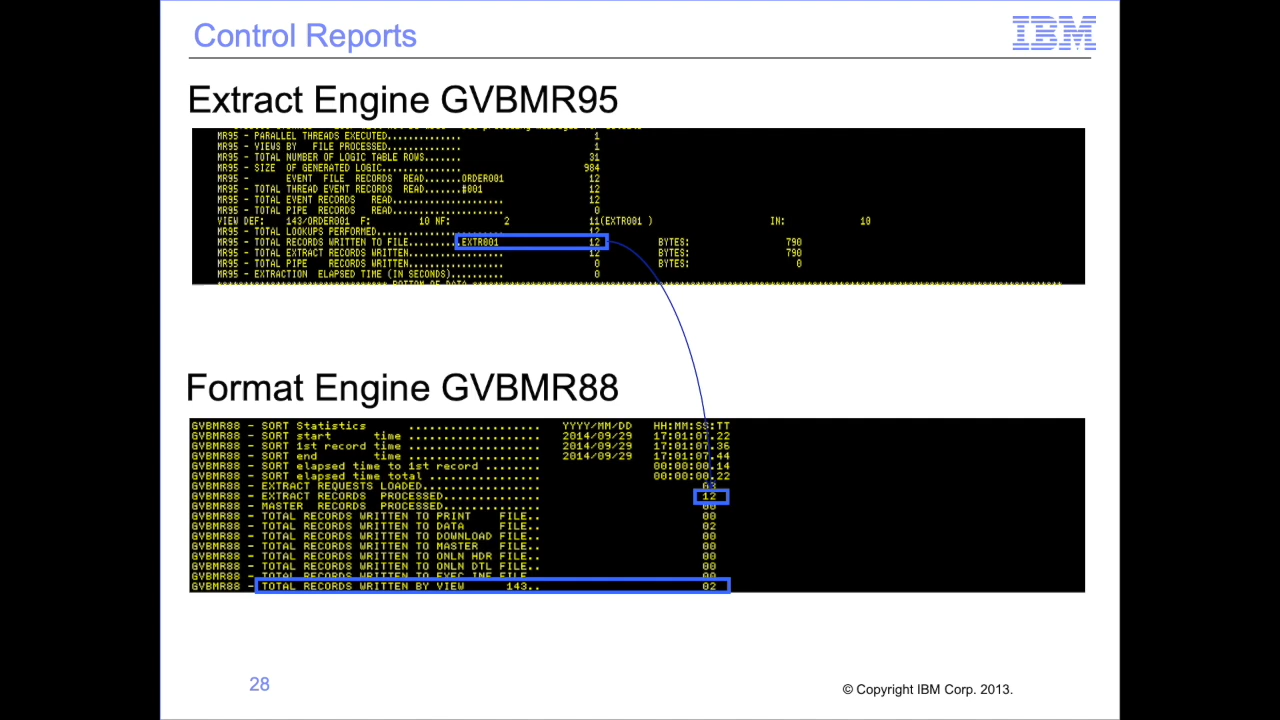 Control Reports
IBM
Extract Engine GVBMR95
MR95 - PARALLEL THREADS EXECUTED.............. 1
MR95 - VIEWS BY FILE PROCESSED.............. 1
MR95 - TOTAL NUMBER OF LOGIC TABLE ROWS....... 31
MR95 - SIZE OF GENERATED LOGIC............... 984
MR95 - EVENT FILE RECORDS READ.......ORDER001 12
MR95 - TOTAL THREAD EVENT RECORDS READ.......#001 12
MR95 - TOTAL EVENT RECORDS READ...................... 12
MR95 - TOTAL PIPE RECORDS READ...................... 0
VIEW DEF: 143/ORDER001 F: 10 NF: 2 11(EXTR001 ) IN: 10
MR95 - TOTAL LOOKUPS PERFORMED...................... 12
MR95 - TOTAL RECORDS WRITTEN TO FILE.........EXTR001 12 BYTES: 790
MR95 - TOTAL EXTRACT RECORDS WRITTEN................... 12 BYTES: 790
MR95 - TOTAL PIPE RECORDS WRITTEN................... 0 BYTES: 0
MR95 - EXTRACTION ELAPSED TIME (IN SECONDS).......... 0
BOTTOM OF DATA
Format Engine GVBMR88
GVBMR88 - SORT Statistics ................... YYYY/MM/DD HH:MM:SS:TT
GVBMR88 - SORT start time ................... 2014/09/29 17:01:07.22
GVBMR88 - SORT 1st record time ................... 2014/09/29 17:01:07.36
GVBMR88 - SORT end time ................... 2014/09/29 17:01:07.44
GVBMR88 - SORT elapsed time to 1st record ........ 00:00:00.14
GVBMR88 - SORT elapsed time total ................ 00:00:00.22
GVBMR88 - EXTRACT REQUESTS LOADED................. 03
GVBMR88 - EXTRACT RECORDS PROCESSED.............. 12
GVBMR88 - MASTER RECORDS PROCESSED.............. 00
GVBMR88 - TOTAL RECORDS WRITTEN TO PRINT FILE.. 00
GVBMR88 - TOTAL RECORDS WRITTEN TO DATA FILE.. 02
GVBMR88 - TOTAL RECORDS WRITTEN TO DOWNLOAD FILE.. 00
GVBMR88 - TOTAL RECORDS WRITTEN TO MASTER FILE.. 00
GVBMR88 - TOTAL RECORDS WRITTEN TO ONLN HDR FILE.. 00
GVBMR88 - TOTAL RECORDS WRITTEN TO ONLN DTL FILE.. 00
GVBMR88 - TOTAL RECORDS WRITTEN TO EXEC INF FILE.. 00
GVBMR88 - TOTAL RECORDS WRITTEN BY VIEW 143.. 02
28
© Copyright IBM Corp. 2013.